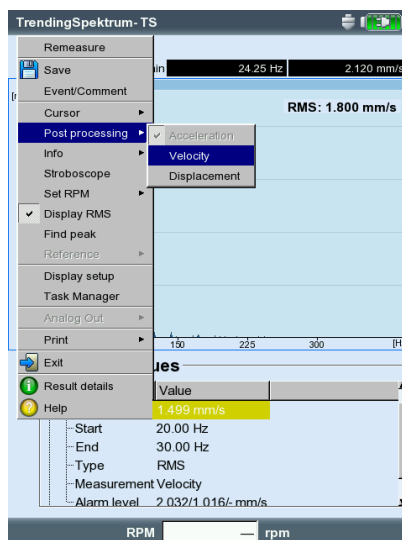 TrendingSpektrum- TS
Remeasure
Save
in 24.25 Hz 2.120 mm/s
Event/Comment
Cursor
RMS: 1.800 mm/s
Post processing
Acceleration
Info
Velocity
Stroboscope
Displacement
Set RPM
Display RMS
Find peak
Reference
Display setup
Task Manager
Analog Out
Print
150 225 300 [H
Exit
ues
Result details
Value
Help
1.499 mm/s
Start 20.00 Hz
End 30.00 Hz
Type RMS
Measurement Velocity
Alarm level 2.032/1.016/- mm/s
RPM — rpm